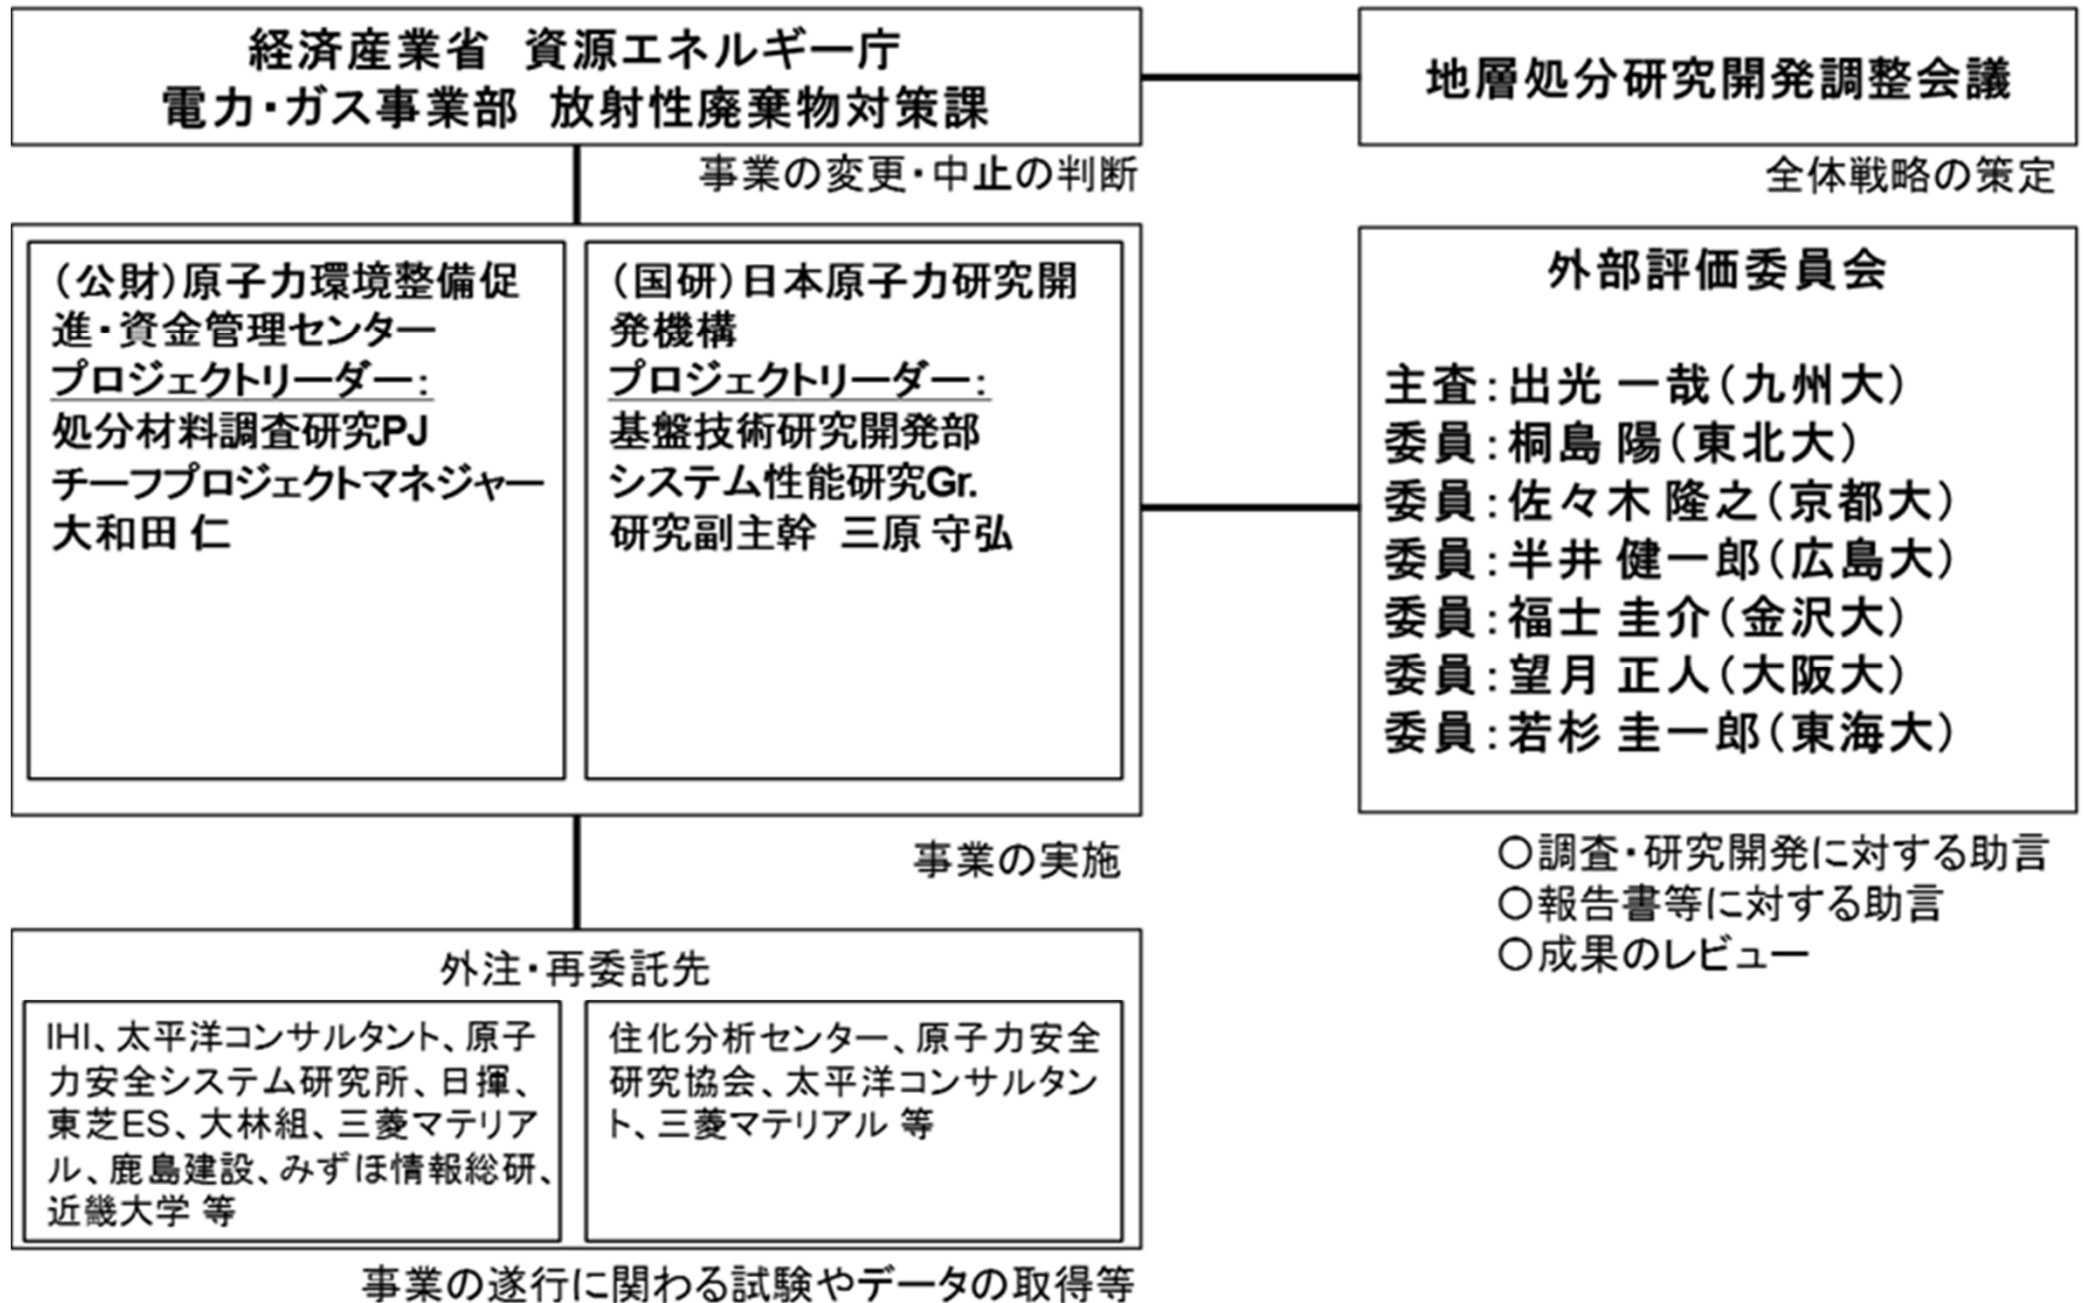 経済産業省 資源エネルギー庁
電力・ガス事業部 放射性廃棄物対策課
地層処分研究開発調整会議
事業の変更・中止の判断
全体戦略の策定
（公財）原子力環境整備促
進・資金管理センター
プロジェクトリーダー：
処分材料調査研究PJ
チーフプロジェクトマネジャー
大和田 仁
（国研）日本原子力研究開
発機構
プロジェクトリーダー：
基盤技術研究開発部
システム性能研究Gr.
研究副主幹 三原 守弘
外部評価委員会
主査：出光 一哉（九州大）
委員：桐島 陽（東北大）
委員：佐々木 隆之（京都大）
委員：半井 健一郎（広島大）
委員：福士 圭介（金沢大）
委員：望月 正人（大阪大）
委員：若杉 圭一郎（東海大）
事業の実施
○調査・研究開発に対する助言
○報告書等に対する助言
○成果のレビュー
外注・再委託先
IHI、太平洋コンサルタント、原子
力安全システム研究所、日揮、
東芝ES、大林組、三菱マテリア
ル、鹿島建設、みずほ情報総研、
近畿大学 等
住化分析センター、原子力安全
研究協会、太平洋コンサルタン
ト、三菱マテリアル 等
事業の遂行に関わる試験やデータの取得等